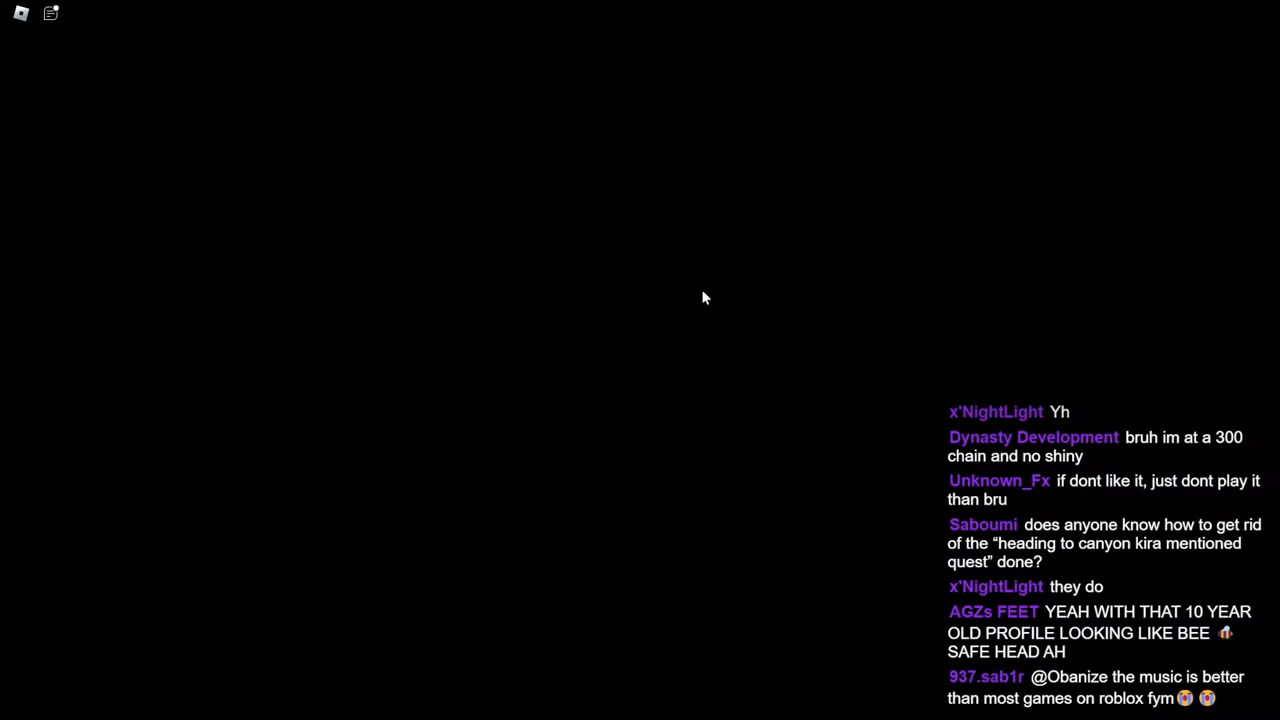 x'NightLight Yh
Dynasty Development bruh im at a 300
chain and no shiny
Unknown_Fx if dont like it, just dont play it
than bru
Saboumi does anyone know how to get rid
of the “heading to canyon kira mentioned
quest” done?
x'NightLight they do
AGZs FEET YEAH WITH THAT 10 YEAR
OLD PROFILE LOOKING LIKE BEE 🐝
SAFE HEAD AH
937.sab1r @Obanize the music is better
than most games on roblox fym😭 😭